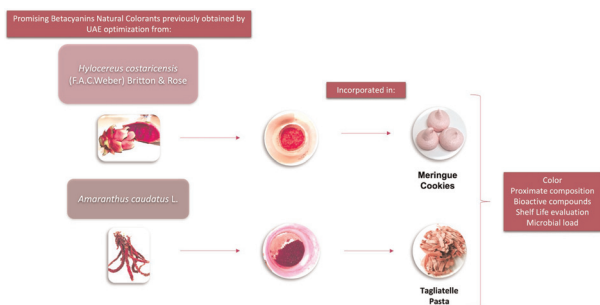 Promising Betacyanins Natural Colorants previously obtained by
UAE optimization from:
Hylocereus costaricensis
(F.A.C.Weber) Britton & Rose
Incorporated in:
Meringue
Cookies
Amaranthus caudatus L.
Tagliatelle
Pasta
Color
Proximate composition
Bioactive compounds
Shelf Life evaluation
Microbial load